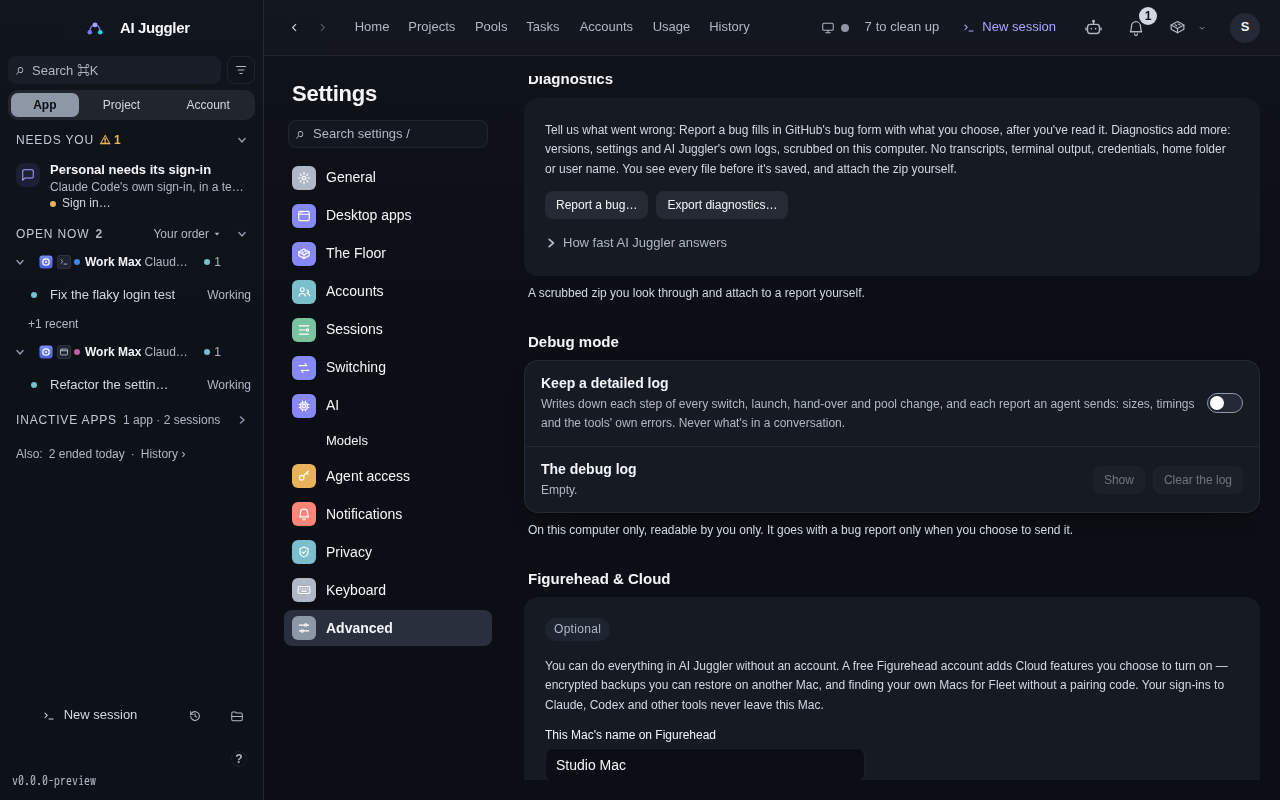 AI Juggler
Search ⌘K
App
Project
Account
NEEDS YOU 1
Personal needs its sign-in
Claude Code's own sign-in, in a te…
Sign in…
OPEN NOW 2
Your order
Work Max Claud…
1
Fix the flaky login test
Working
+1 recent
Work Max Claud…
1
Refactor the settin…
Working
INACTIVE APPS 1 app · 2 sessions
Also: 2 ended today · History ›
New session
?
v0.0.0-preview
Home
Projects
Pools
Tasks
Accounts
Usage
History
7 to clean up
New session
1
S
Settings
Search settings /
General
Desktop apps
The Floor
Accounts
Sessions
Switching
AI
Models
Agent access
Notifications
Privacy
Keyboard
Advanced
Diagnostics
Tell us what went wrong: Report a bug fills in GitHub's bug form with what you choose, after you've read it. Diagnostics add more:
versions, settings and AI Juggler's own logs, scrubbed on this computer. No transcripts, terminal output, credentials, home folder
or user name. You see every file before it's saved, and attach the zip yourself.
Report a bug…
Export diagnostics…
How fast AI Juggler answers
A scrubbed zip you look through and attach to a report yourself.
Debug mode
Keep a detailed log
Writes down each step of every switch, launch, hand-over and pool change, and each report an agent sends: sizes, timings
and the tools' own errors. Never what's in a conversation.
The debug log
Empty.
Show
Clear the log
On this computer only, readable by you only. It goes with a bug report only when you choose to send it.
Figurehead & Cloud
Optional
You can do everything in AI Juggler without an account. A free Figurehead account adds Cloud features you choose to turn on —
encrypted backups you can restore on another Mac, and finding your own Macs for Fleet without a pairing code. Your sign-ins to
Claude, Codex and other tools never leave this Mac.
This Mac's name on Figurehead
Studio Mac